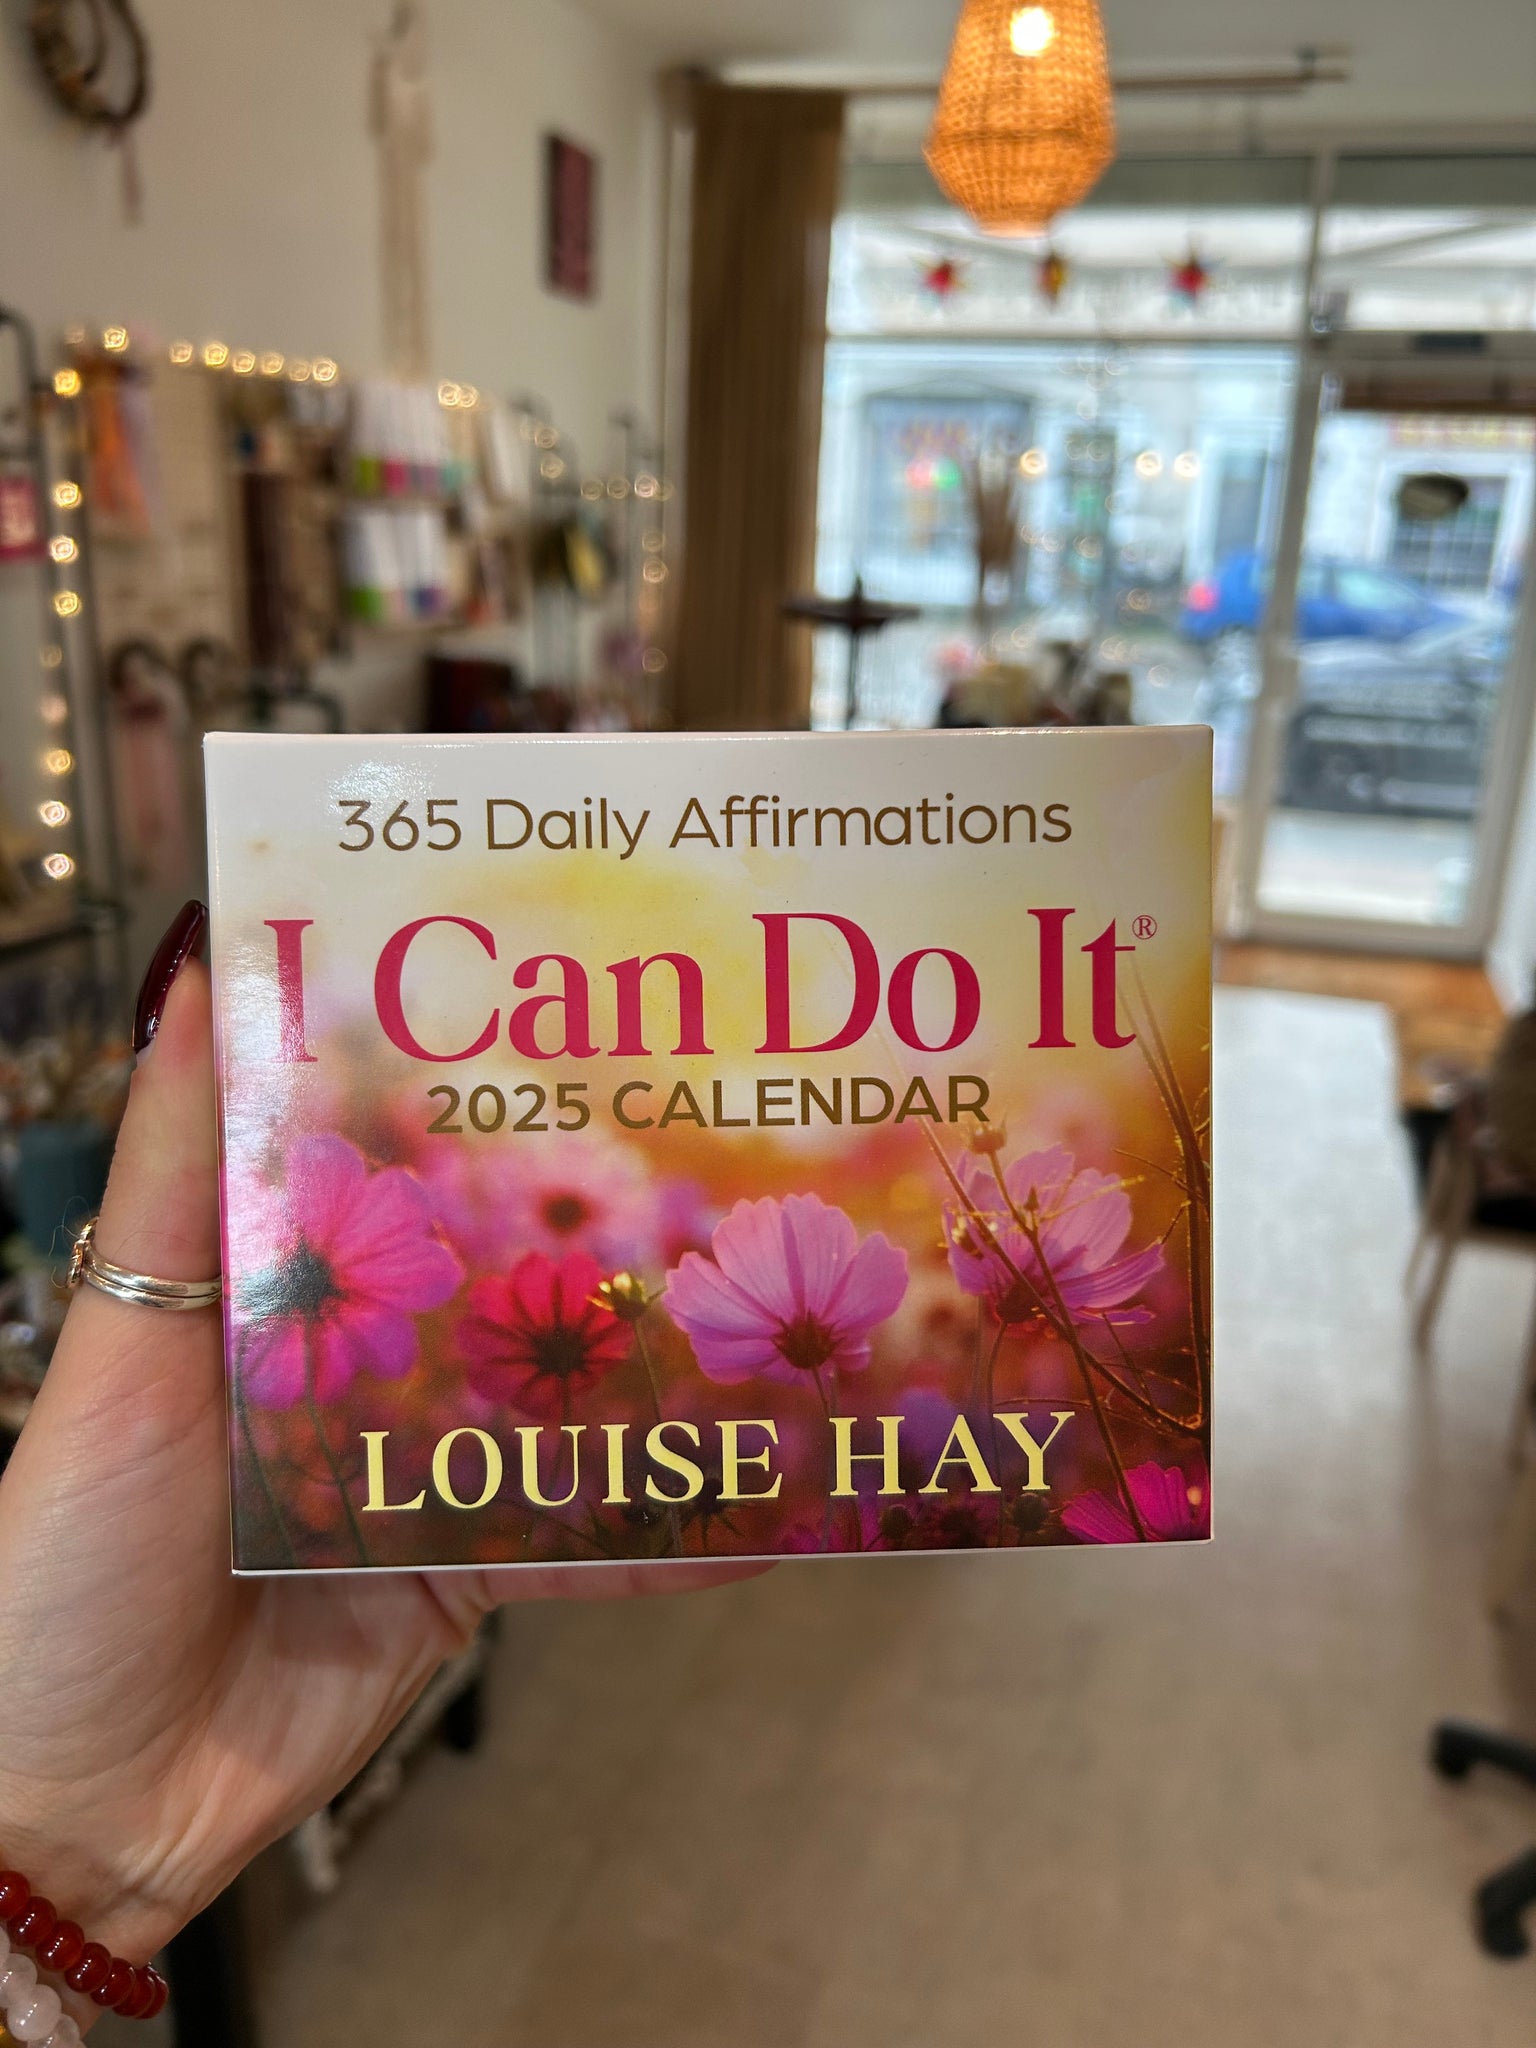 365 Daily Affirmations
I Can Do It®
2025 CALENDAR
LOUISE HAY